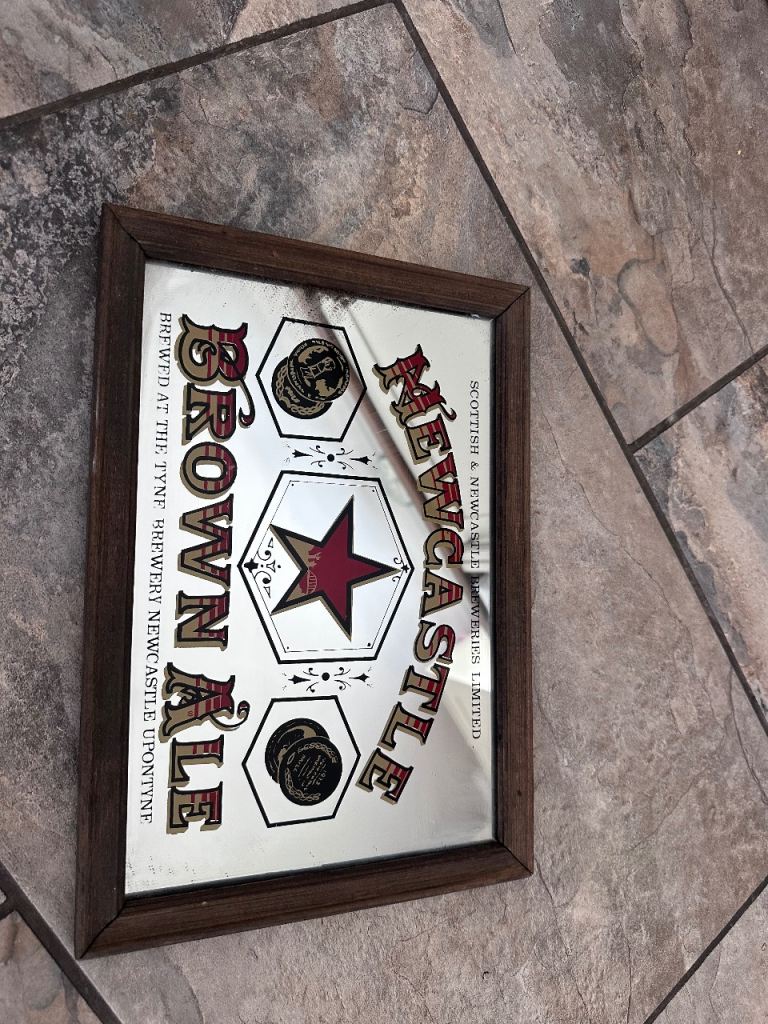 SCOTTISH & NEWCASTLE BREWERIES LIMITED
NEWCASTLE
BROWN ALE
BREWED AT THE TYNE BREWERY NEWCASTLE UPONTYNE